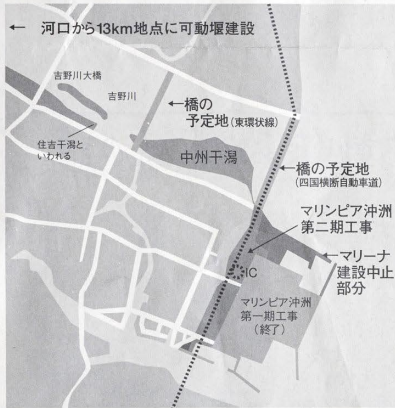 ← 河口から13km地点に可動堰建設
吉野川大橋
吉野川
←橋の
予定地(東環状線)
住吉干潟と
いわれる
中州干潟
←橋の予定地
(四国横断自動車道)
マリンピア沖洲
第二期工事
←マリーナ
建設中止
部分
IC
マリンピア沖洲
第一期工事
(終了)